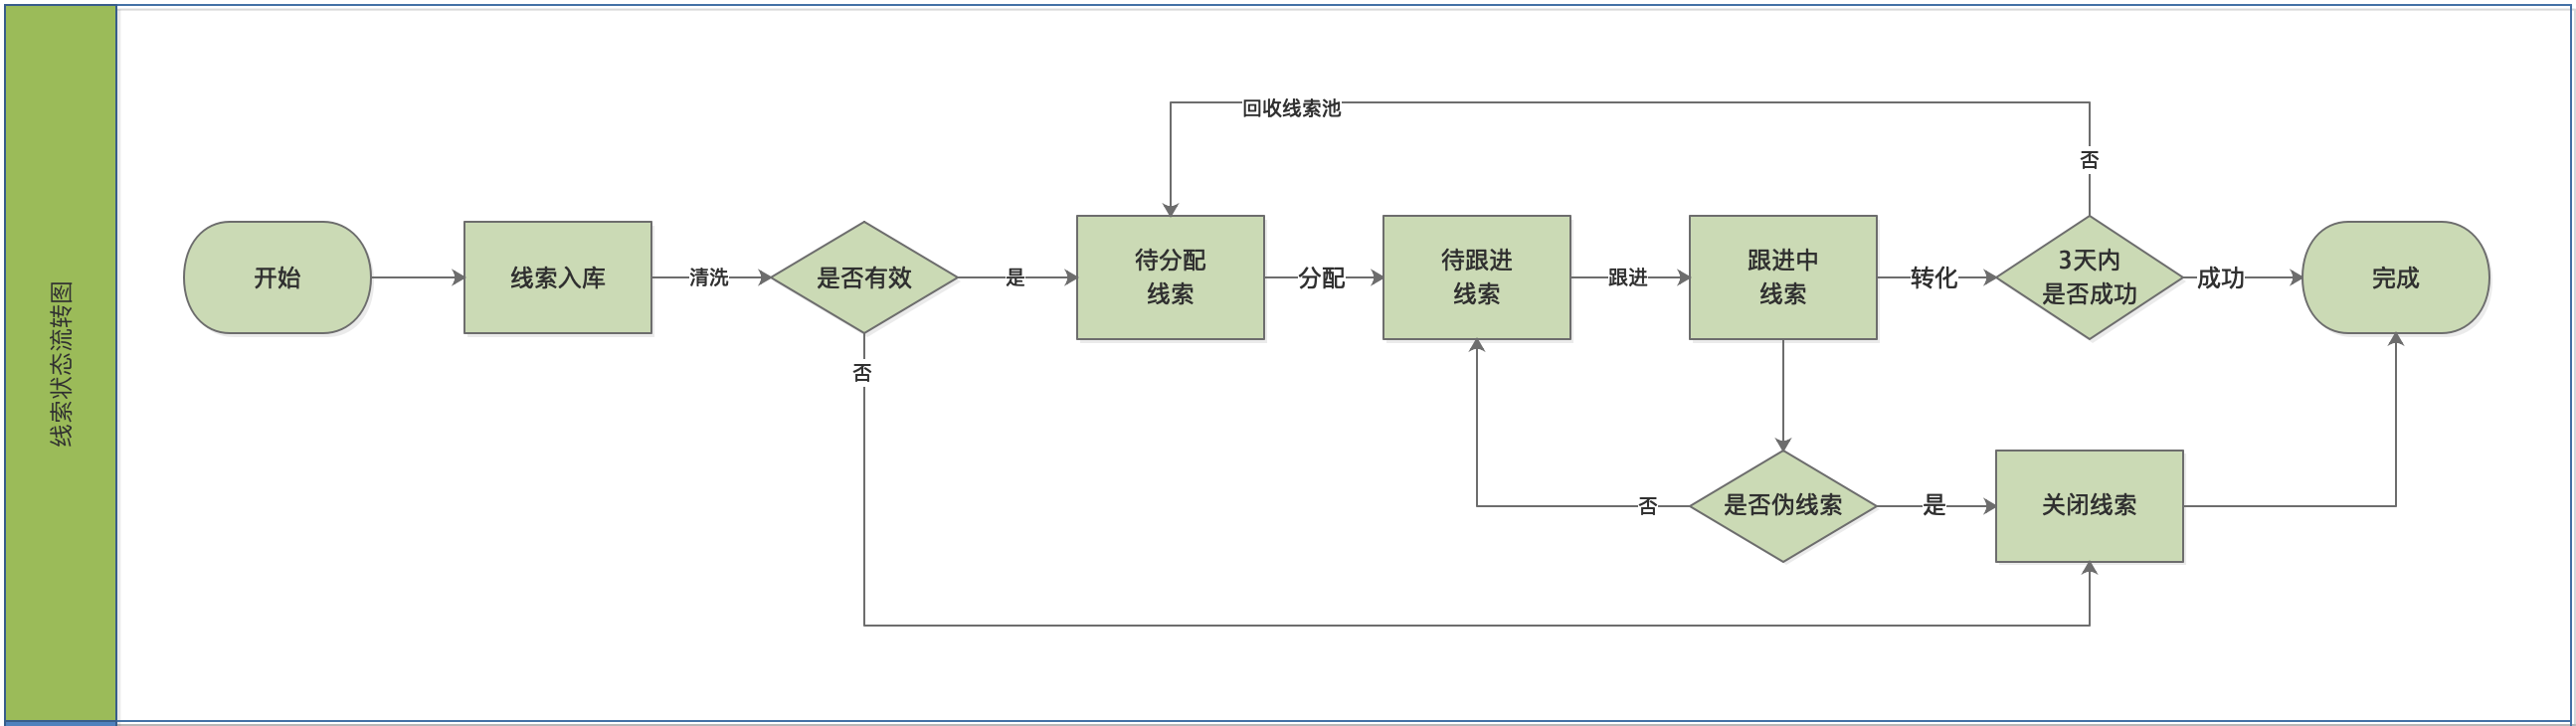 线索状态流转图
回收线索池
否
开始
线索入库
清洗
是否有效
是
待分配
线索
分配
待跟进
线索
跟进
跟进中
线索
转化
3天内
是否成功
成功
完成
否
否
是否伪线索
是
关闭线索